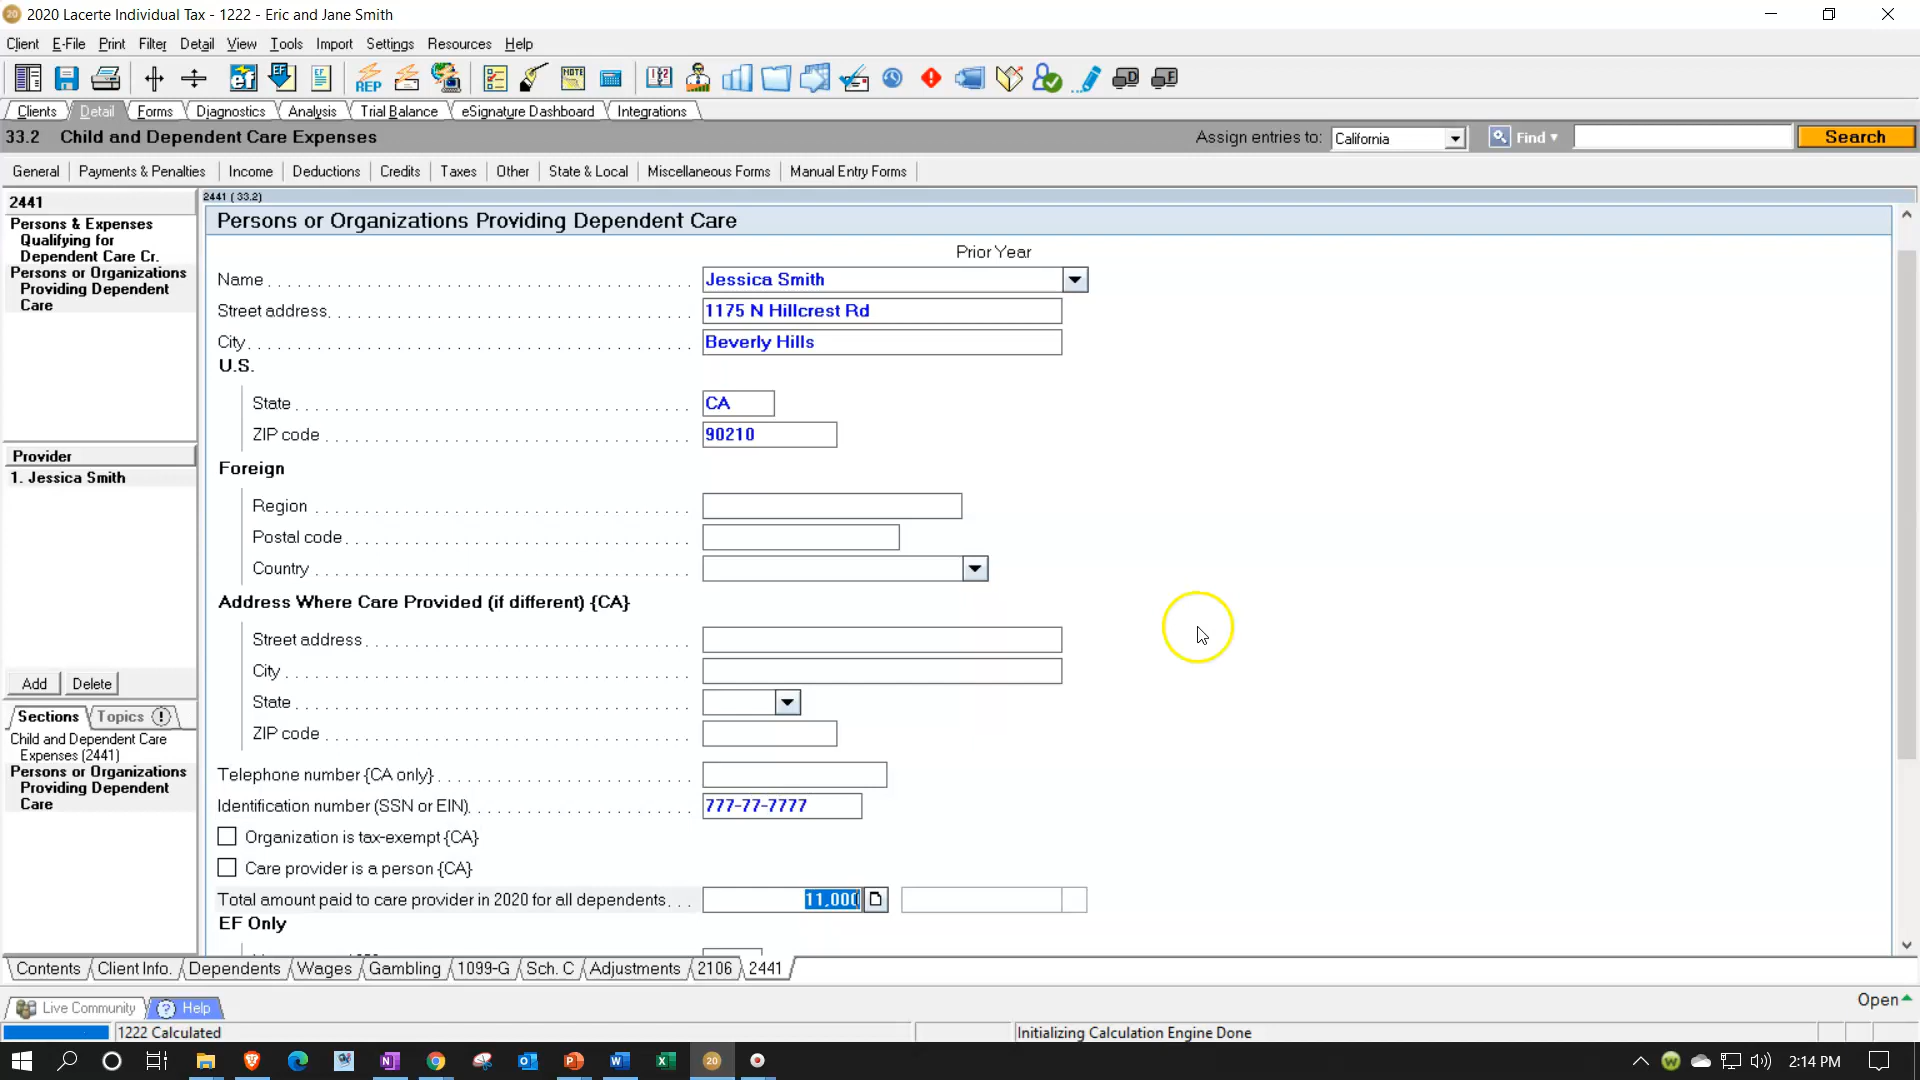 20 2020 Lacerte Individual Tax - 1222 - Eric and Jane Smith
Client E-File Print Filter Detail View Tools Import Settings Resources Help
Clients Detail Forms Diagnostics Analysis Trial Balance eSignature Dashboard Integrations
33.2 Child and Dependent Care Expenses Assign entries to: California Find Search
General Payments & Penalties Income Deductions Credits Taxes Other State & Local Miscellaneous Forms Manual Entry Forms
2441
Persons & Expenses
Qualifying for
Dependent Care Cr.
Persons or Organizations
Providing Dependent
Care
Provider
1. Jessica Smith
Add Delete
Sections Topics
Child and Dependent Care
Expenses (2441)
Persons or Organizations
Providing Dependent
Care
2441 ( 33.2)
Persons or Organizations Providing Dependent Care
Prior Year
Name Jessica Smith
Street address 1175 N Hillcrest Rd
City Beverly Hills
U.S.
State CA
ZIP code 90210
Foreign
Region
Postal code
Country
Address Where Care Provided (if different) {CA}
Street address
City
State
ZIP code
Telephone number {CA only}
Identification number (SSN or EIN) 777-77-7777
Organization is tax-exempt {CA}
Care provider is a person {CA}
Total amount paid to care provider in 2020 for all dependents 11,000
EF Only
Contents Client Info. Dependents Wages Gambling 1099-G Sch. C Adjustments 2106 2441
Live Community Help Open
1222 Calculated Initializing Calculation Engine Done
2:14 PM